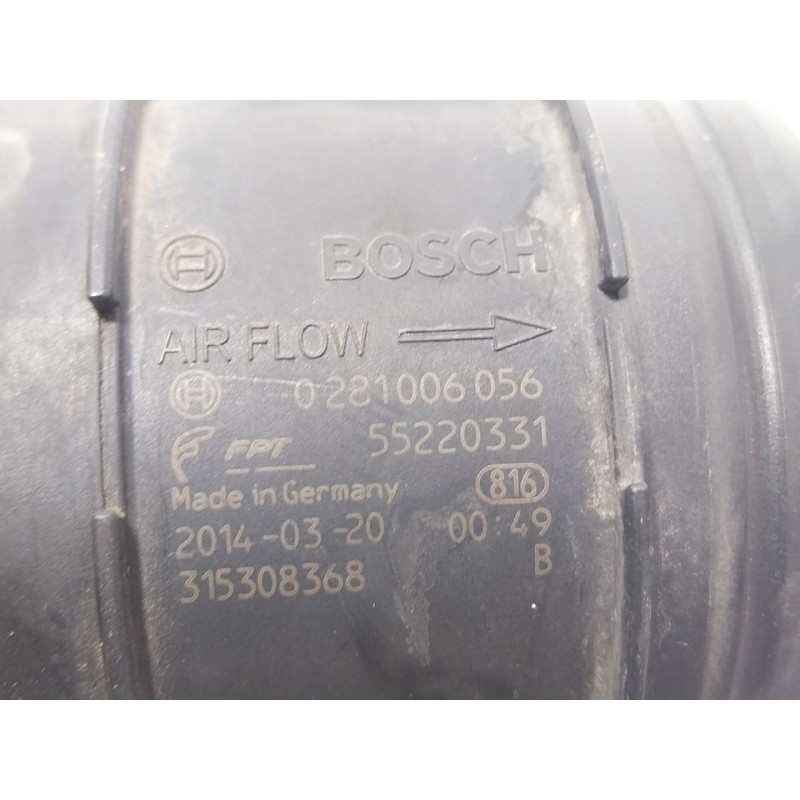 BOSCH
AIR FLOW
0 281 006 056
FPT 55220331
Made in Germany 816
2014-03-20 00:49
315308368 B